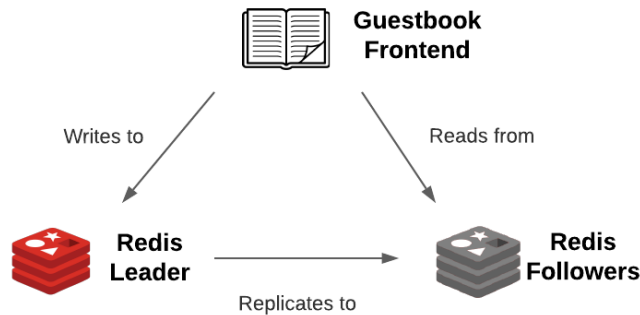 Guestbook
Frontend
Writes to
Reads from
Redis
Leader
Redis
Followers
Replicates to